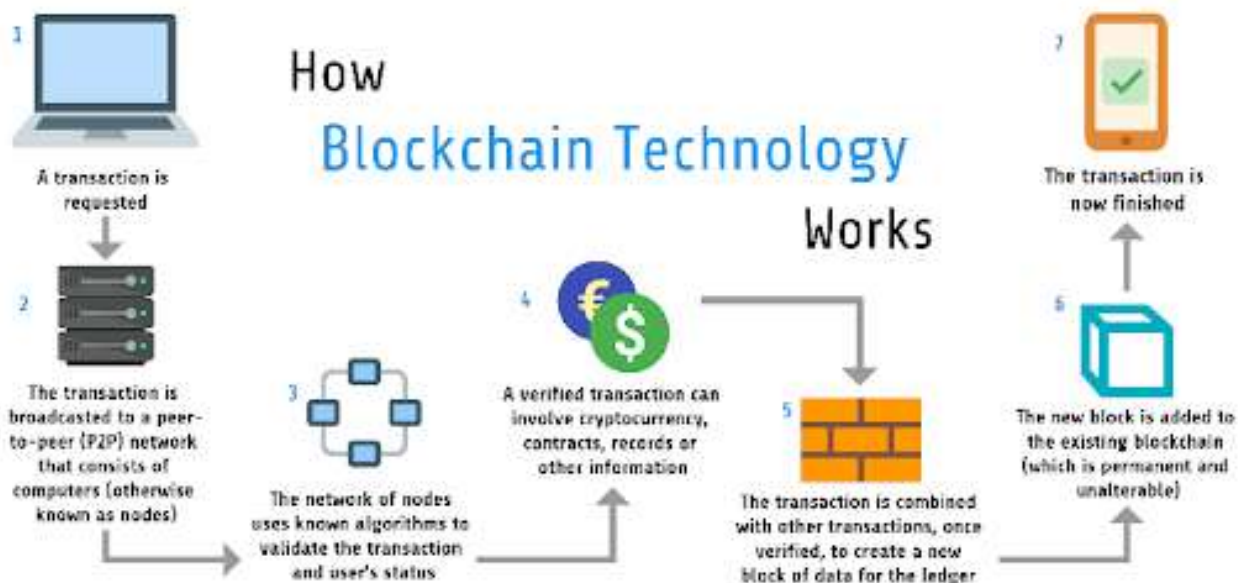 How
Blockchain Technology
Works
1
A transaction is
requested
2
The transaction is
broadcasted to a peer-
to-peer (P2P) network
that consists of
computers (otherwise
known as nodes)
3
The network of nodes
uses known algorithms to
validate the transaction
and user's status
4
€
$
A verified transaction can
involve cryptocurrency,
contracts, records or
other information
5
The transaction is combined
with other transactions, once
verified, to create a new
block of data for the ledger
6
The new block is added to
the existing blockchain
(which is permanent and
unalterable)
7
The transaction is
now finished